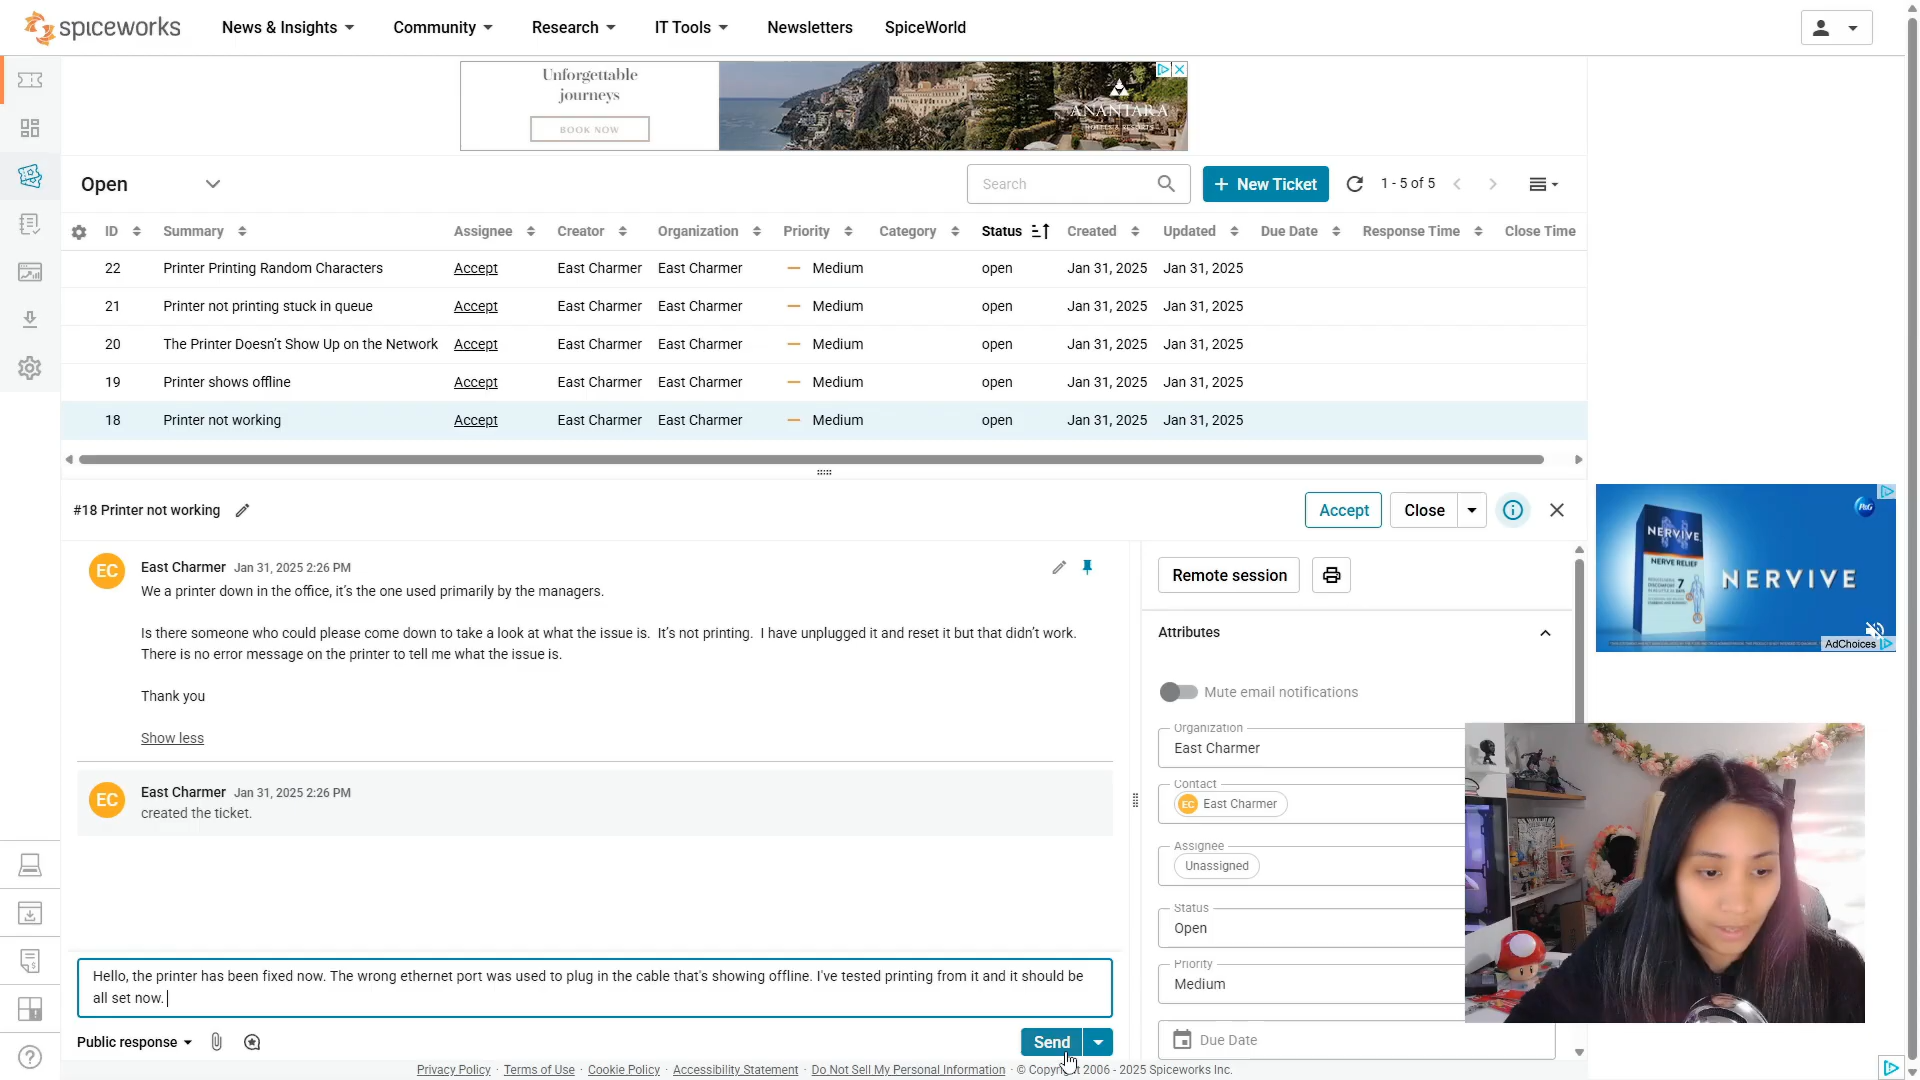 spiceworks
News & Insights
Community
Research
IT Tools
Newsletters
SpiceWorld
Unforgettable
journeys
BOOK NOW
ANANTARA
HOTELS & RESORTS
Open
Search
+ New Ticket
1 - 5 of 5
ID Summary Assignee Creator Organization Priority Category Status Created Updated Due Date Response Time Close Time
22 Printer Printing Random Characters Accept East Charmer East Charmer Medium open Jan 31, 2025 Jan 31, 2025
21 Printer not printing stuck in queue Accept East Charmer East Charmer Medium open Jan 31, 2025 Jan 31, 2025
20 The Printer Doesn’t Show Up on the Network Accept East Charmer East Charmer Medium open Jan 31, 2025 Jan 31, 2025
19 Printer shows offline Accept East Charmer East Charmer Medium open Jan 31, 2025 Jan 31, 2025
18 Printer not working Accept East Charmer East Charmer Medium open Jan 31, 2025 Jan 31, 2025
#18 Printer not working
Accept
Close
EC
East Charmer Jan 31, 2025 2:26 PM
We a printer down in the office, it’s the one used primarily by the managers.
Is there someone who could please come down to take a look at what the issue is. It’s not printing. I have unplugged it and reset it but that didn’t work.
There is no error message on the printer to tell me what the issue is.
Thank you
Show less
EC
East Charmer Jan 31, 2025 2:26 PM
created the ticket.
Hello, the printer has been fixed now. The wrong ethernet port was used to plug in the cable that's showing offline. I've tested printing from it and it should be
all set now.
Public response
Send
Remote session
Attributes
Mute email notifications
Organization
East Charmer
Contact
EC East Charmer
Assignee
Unassigned
Status
Open
Priority
Medium
Due Date
P&G
NERVIVE
NERVE RELIEF
7
NERVIVE
AdChoices
Privacy Policy · Terms of Use · Cookie Policy · Accessibility Statement · Do Not Sell My Personal Information · © 2006 - 2025 Spiceworks Inc.